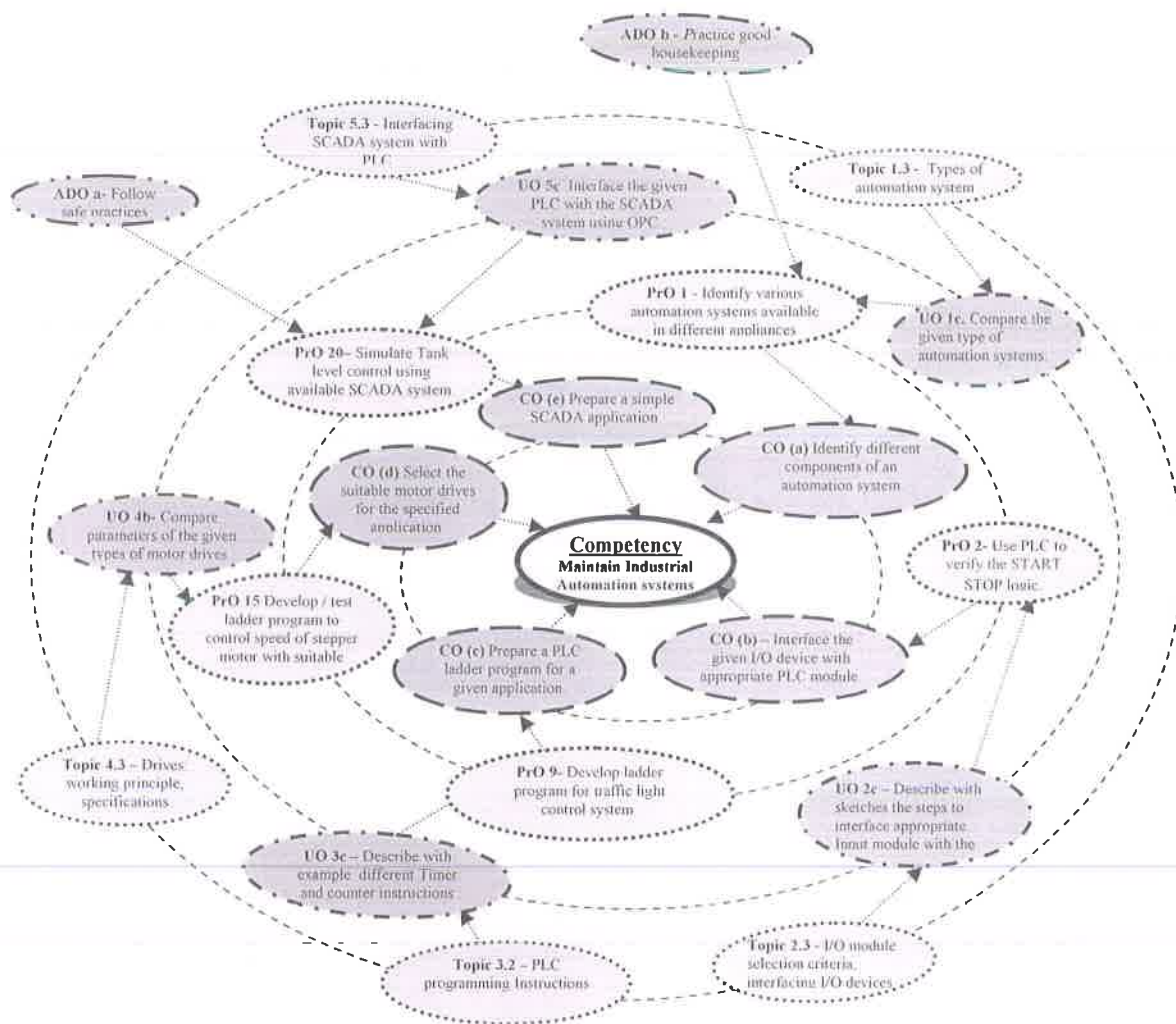 ADO b - Practice good
housekeeping
Topic 5.3 - Interfacing
SCADA system with
PLC
Topic 1.3 - Types of
automation system
ADO a- Follow
safe practices
UO 5c Interface the given
PLC with the SCADA
system using OPC.
PrO 1 - Identify various
automation systems available
in different appliances
UO 1c. Compare the
given type of
automation systems
PrO 20– Simulate Tank
level control using
available SCADA system
CO (e) Prepare a simple
SCADA application
CO (a) Identify different
components of an
automation system
CO (d) Select the
suitable motor drives
for the specified
application
UO 4b- Compare
parameters of the given
types of motor drives
Competency
Maintain Industrial
Automation systems
PrO 2- Use PLC to
verify the START
STOP logic.
PrO 15 Develop / test
ladder program to
control speed of stepper
motor with suitable
CO (c) Prepare a PLC
ladder program for a
given application
CO (b) – Interface the
given I/O device with
appropriate PLC module
Topic 4.3 – Drives
working principle,
specifications
PrO 9- Develop ladder
program for traffic light
control system
UO 2c – Describe with
sketches the steps to
interface appropriate
Input module with the
UO 3c – Describe with
example different Timer
and counter instructions
Topic 3.2 – PLC
programming Instructions
Topic 2.3 - I/O module
selection criteria,
interfacing I/O devices